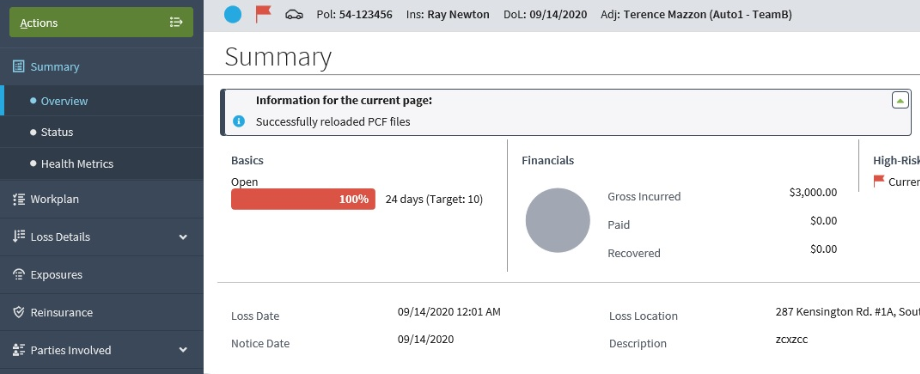 Actions
Pol: 54-123456 Ins: Ray Newton DoL: 09/14/2020 Adj: Terence Mazzon (Auto1 - TeamB)
Summary
Overview
Status
Health Metrics
Workplan
Loss Details
Exposures
Reinsurance
Parties Involved
Summary
Information for the current page:
Successfully reloaded PCF files
Basics
Open
100% 24 days (Target: 10)
Financials
Gross Incurred $3,000.00
Paid $0.00
Recovered $0.00
High-Risk
Loss Date 09/14/2020 12:01 AM
Notice Date 09/14/2020
Loss Location 287 Kensington Rd. #1A,
Description zcxzcc